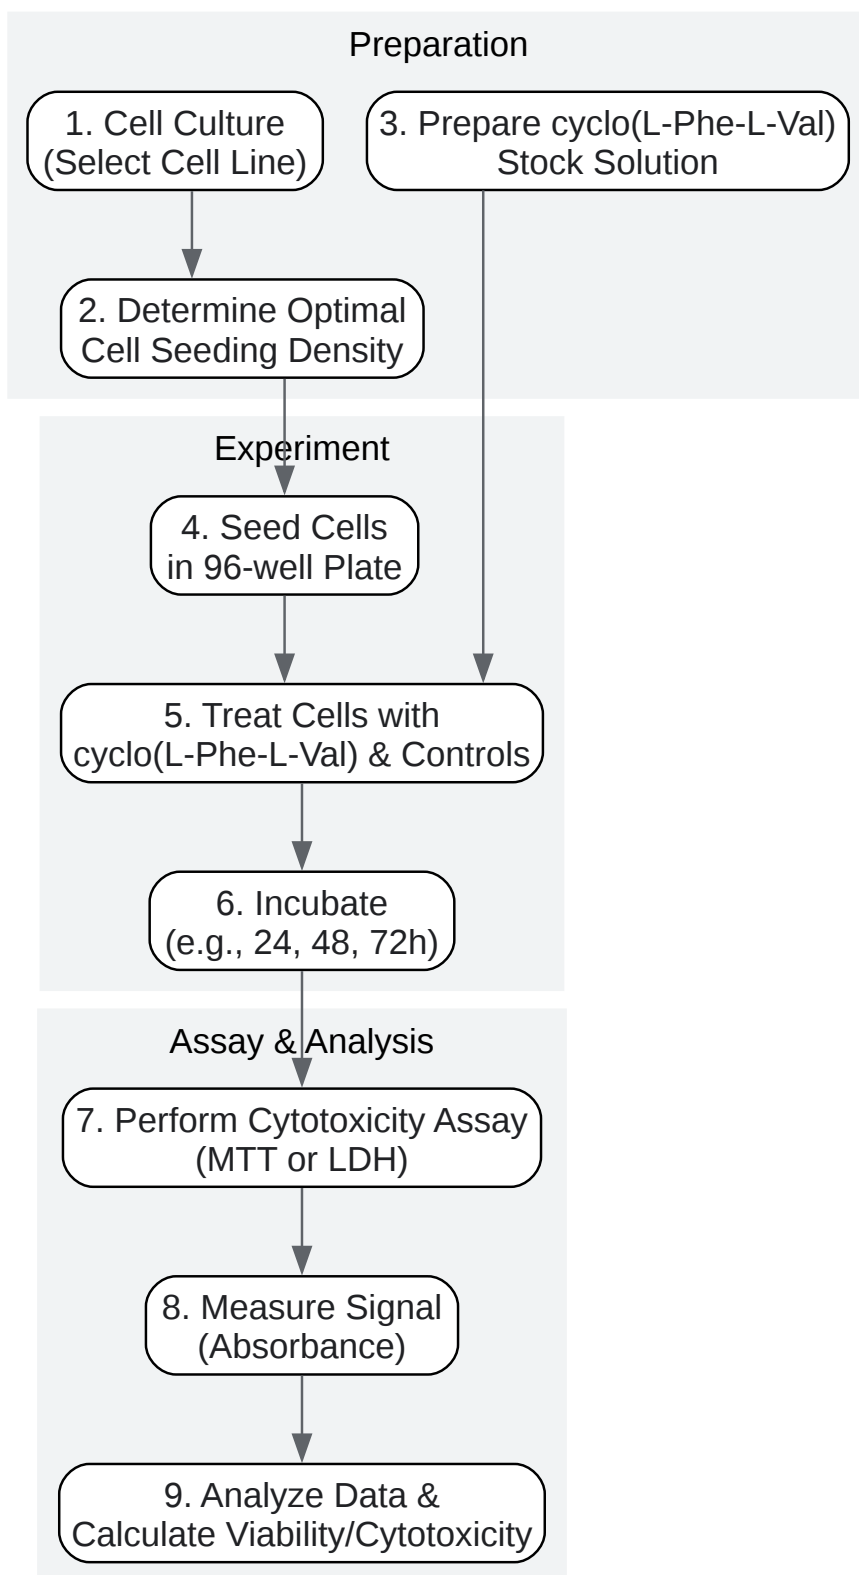 Preparation
1. Cell Culture
(Select Cell Line)
3. Prepare cyclo(L-Phe-L-Val)
Stock Solution
2. Determine Optimal
Cell Seeding Density
Experiment
4. Seed Cells
in 96-well Plate
5. Treat Cells with
cyclo(L-Phe-L-Val) & Controls
6. Incubate
(e.g., 24, 48, 72h)
Assay & Analysis
7. Perform Cytotoxicity Assay
(MTT or LDH)
8. Measure Signal
(Absorbance)
9. Analyze Data &
Calculate Viability/Cytotoxicity